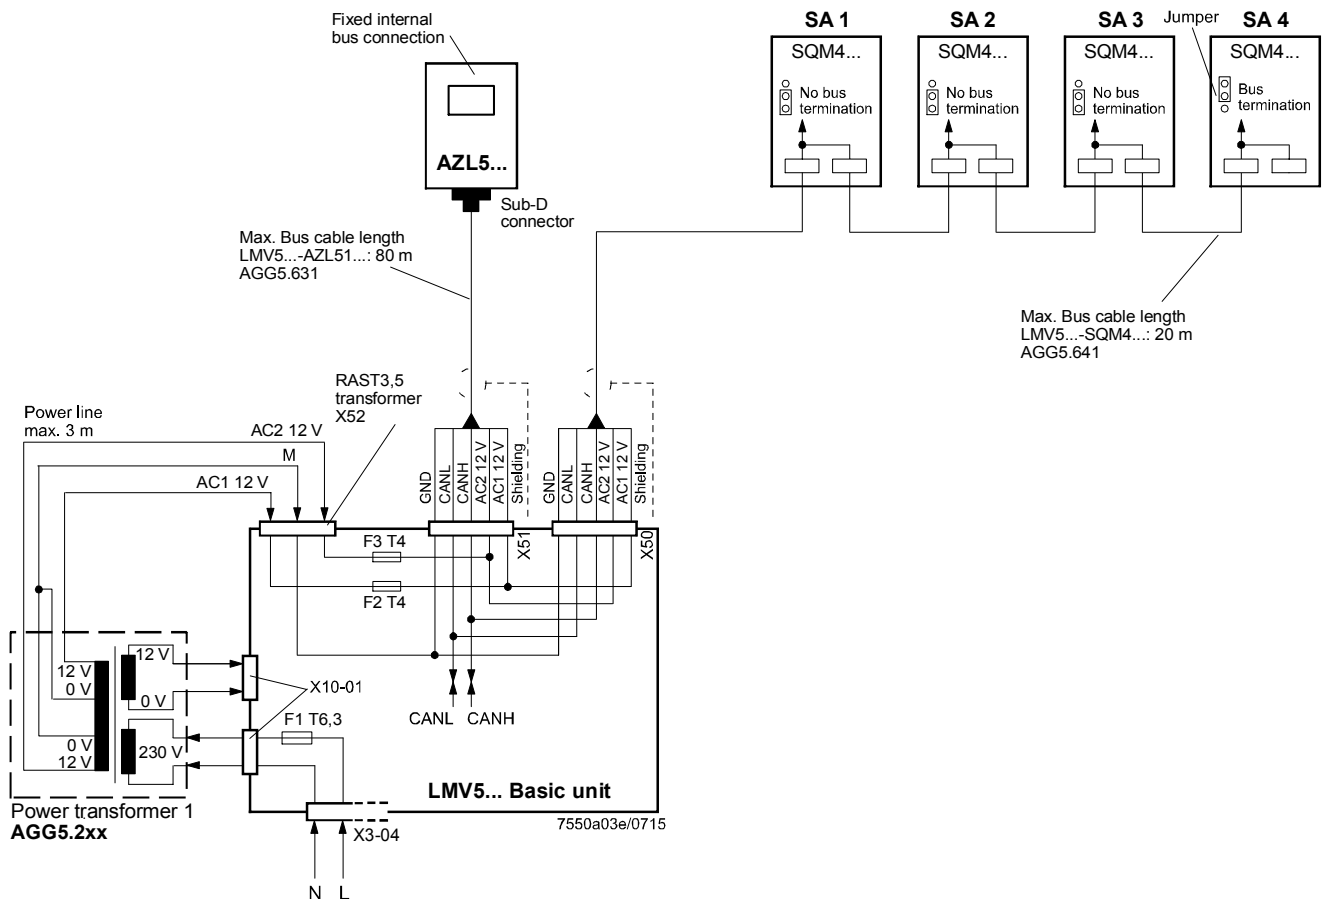 Fixed internal
bus connection
AZL5...
Sub-D
connector
Max. Bus cable length
LMV5...-AZL51...: 80 m
AGG5.631
SA 1
SA 2
SA 3
Jumper
SA 4
SQM4...
SQM4...
SQM4...
SQM4...
No bus
termination
No bus
termination
No bus
termination
Bus
termination
Max. Bus cable length
LMV5...-SQM4...: 20 m
AGG5.641
RAST3,5
transformer
X52
Power line
max. 3 m
AC2 12 V
M
AC1 12 V
GND
CANL
CANH
AC2 12 V
AC1 12 V
Shielding
GND
CANL
CANH
AC2 12 V
AC1 12 V
Shielding
X51
X50
F3 T4
F2 T4
12 V
0 V
0 V
12 V
12 V
0 V
230 V
X10-01
F1 T6,3
CANL
CANH
LMV5... Basic unit
Power transformer 1
AGG5.2xx
X3-04
7550a03e/0715
N
L